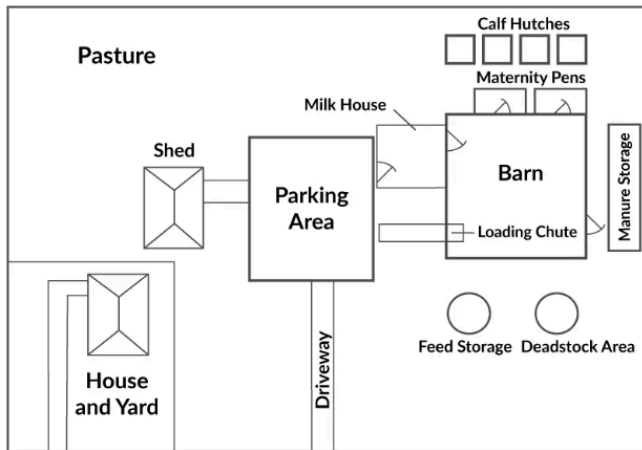 Calf Hutches
Pasture
Maternity Pens
Milk House
Shed
Parking
Area
Barn
Manure Storage
Loading Chute
Driveway
Feed Storage
Deadstock Area
House
and Yard